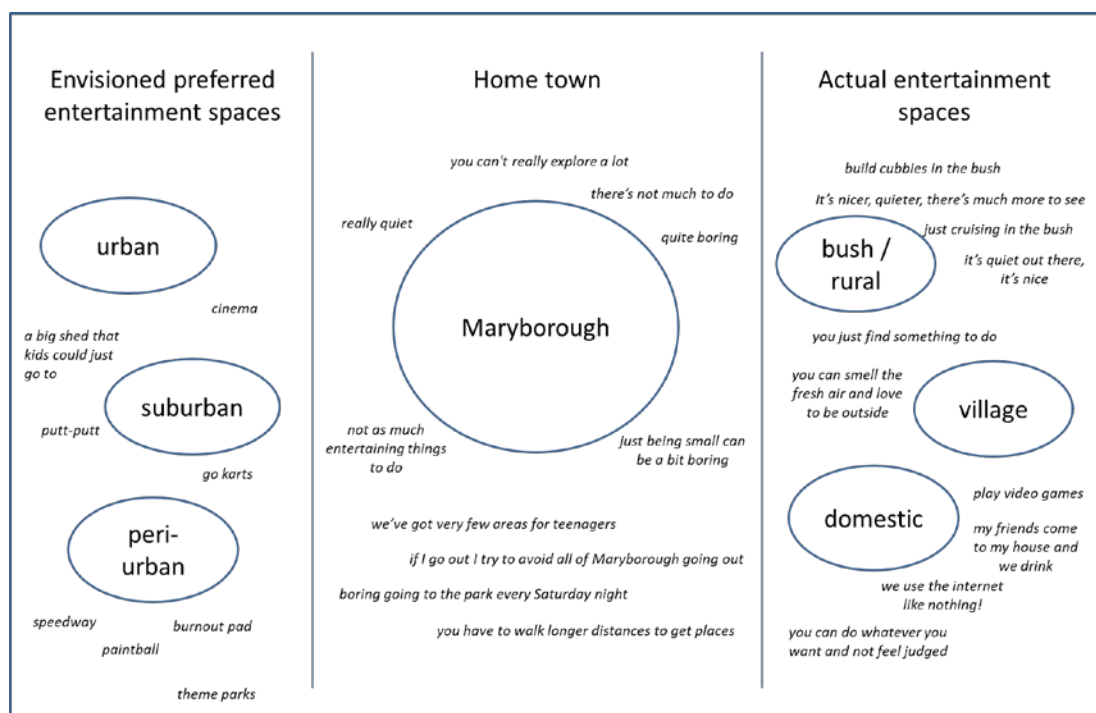 Envisioned preferred
entertainment spaces
urban
cinema
a big shed that
kids could just
go to
suburban
putt-putt
go karts
peri-
urban
speedway
burnout pad
paintball
theme parks
Home town
you can't really explore a lot
there's not much to do
really quiet
quite boring
Maryborough
not as much
entertaining things
to do
just being small can
be a bit boring
we've got very few areas for teenagers
if I go out I try to avoid all of Maryborough going out
boring going to the park every Saturday night
you have to walk longer distances to get places
Actual entertainment
spaces
build cubbies in the bush
It's nicer, quieter, there's much more to see
just cruising in the bush
bush /
rural
it's quiet out there,
it's nice
you just find something to do
you can smell the
fresh air and love
to be outside
village
domestic
play video games
my friends come
to my house and
we drink
we use the internet
like nothing!
you can do whatever you
want and not feel judged